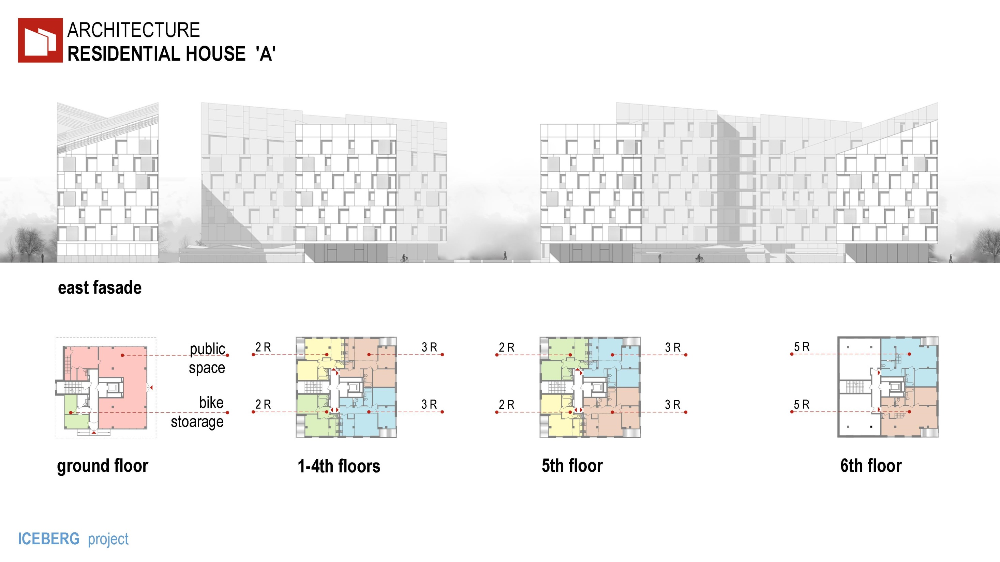 ARCHITECTURE
RESIDENTIAL HOUSE 'A'
east fasade
public
space
bike
stoarage
2 R
3 R
2 R
3 R
2 R
3 R
2 R
3 R
5 R
5 R
ground floor
1-4th floors
5th floor
6th floor
ICEBERG project